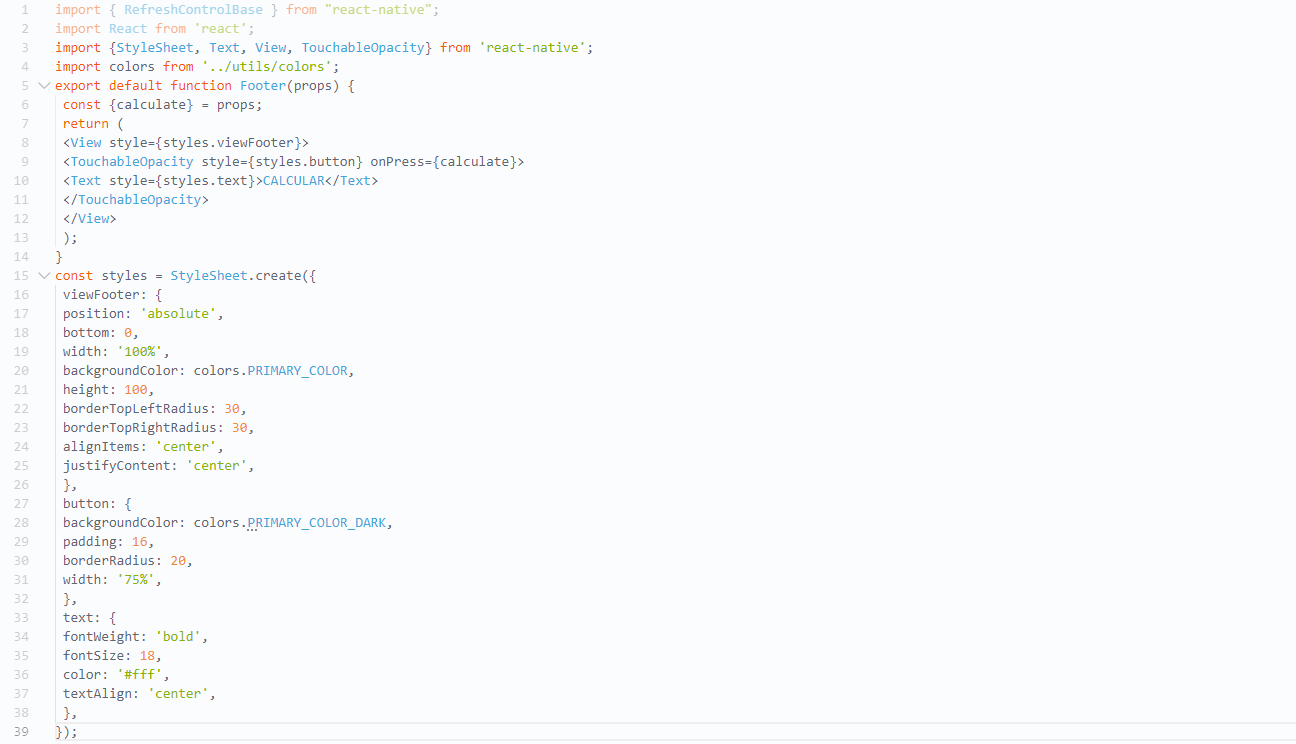 1 import { RefreshControlBase } from "react-native";
2 import React from 'react';
3 import {StyleSheet, Text, View, TouchableOpacity} from 'react-native';
4 import colors from '../utils/colors';
5 export default function Footer(props) {
6 const {calculate} = props;
7 return (
8 <View style={styles.viewFooter}>
9 <TouchableOpacity style={styles.button} onPress={calculate}>
10 <Text style={styles.text}>CALCULAR</Text>
11 </TouchableOpacity>
12 </View>
13 );
14 }
15 const styles = StyleSheet.create({
16 viewFooter: {
17 position: 'absolute',
18 bottom: 0,
19 width: '100%',
20 backgroundColor: colors.PRIMARY_COLOR,
21 height: 100,
22 borderTopLeftRadius: 30,
23 borderTopRightRadius: 30,
24 alignItems: 'center',
25 justifyContent: 'center',
26 },
27 button: {
28 backgroundColor: colors.PRIMARY_COLOR_DARK,
29 padding: 16,
30 borderRadius: 20,
31 width: '75%',
32 },
33 text: {
34 fontWeight: 'bold',
35 fontSize: 18,
36 color: '#fff',
37 textAlign: 'center',
38 },
39 });